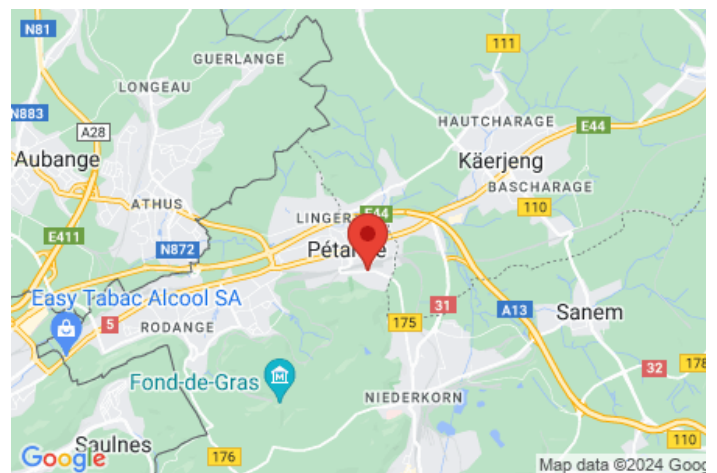 N81
111
GUERLANGE
LONGEAU
N883
A28
HAUTCHARAGE
E44
Aubange
Käerjeng
BASCHARAGE
ATHUS
110
E44
E411
N872
Easy Tabac Alcool SA
5
RODANGE
175
31
A13
Sanem
Fond-de-Gras
32
178
NIEDERKORN
Saulnes
176
110
Google
Map data ©2024